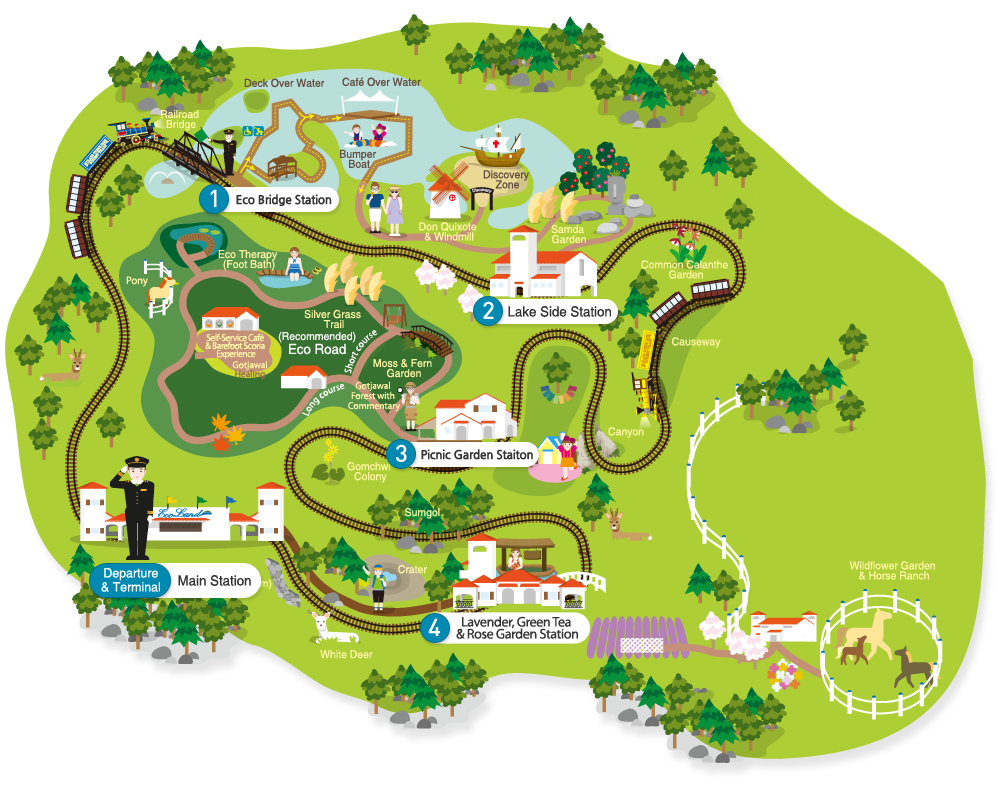 Deck Over Water
Café Over Water
Railroad
Bridge
Bumper
Boat
Discovery
Zone
Discovery
1 Eco Bridge Station
Don Quixote
& Windmill
Samda
Garden
Eco Therapy
(Foot Bath)
Pony
Common Calanthe
Garden
2 Lake Side Station
Silver Grass
Trail
(Recommended)
Eco Road
Short course
Self-Service Café
& Barefoot Scoria
Experience
Gotjawal
Healing
Causeway
Moss & Fern
Garden
Long course
Gotjawal
Forest with
Commentary
Canyon
3 Picnic Garden Staiton
Gomchwi
Colony
Sumgol
EcoLand
Crater
Wildflower Garden
& Horse Ranch
Departure
& Terminal
Main Station
4 Lavender, Green Tea
& Rose Garden Station
White Deer